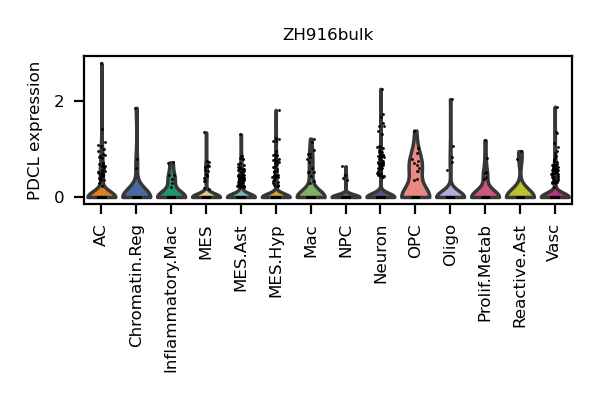 ZH916bulk
PDCL expression
2
0
AC
Chromatin.Reg
Inflammatory.Mac
MES
MES.Ast
MES.Hyp
Mac
NPC
Neuron
OPC
Oligo
Prolif.Metab
Reactive.Ast
Vasc